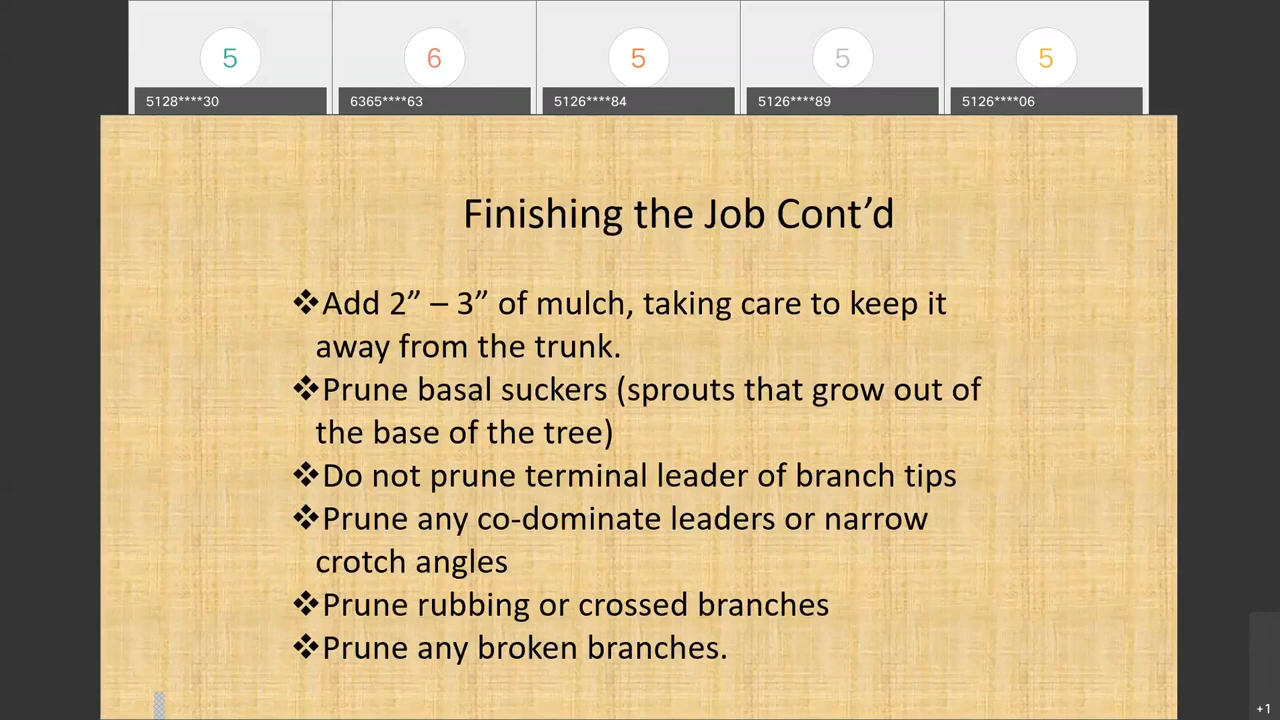 5 6 5 5 5
5128****30 6365****63 5126****84 5126****89 5126****06
Finishing the Job Cont’d
❖Add 2” – 3” of mulch, taking care to keep it
away from the trunk.
❖Prune basal suckers (sprouts that grow out of
the base of the tree)
❖Do not prune terminal leader of branch tips
❖Prune any co-dominate leaders or narrow
crotch angles
❖Prune rubbing or crossed branches
❖Prune any broken branches.
+1